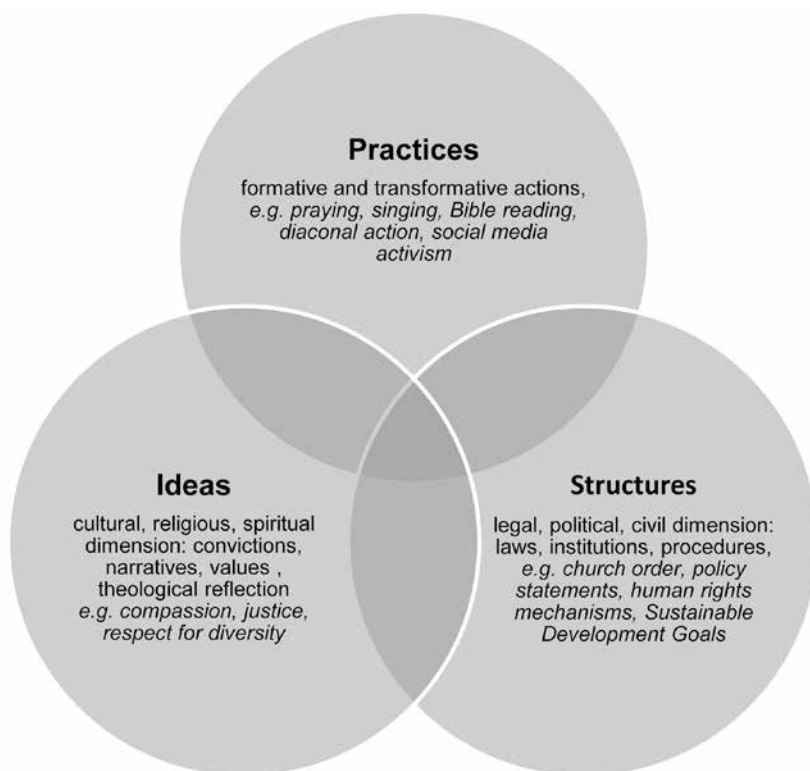 Practices
formative and transformative actions,
e.g. praying, singing, Bible reading,
diaconal action, social media
activism
Ideas
cultural, religious, spiritual
dimension: convictions,
narratives, values ,
theological reflection
e.g. compassion, justice,
respect for diversity
Structures
legal, political, civil dimension:
laws, institutions, procedures,
e.g. church order, policy
statements, human rights
mechanisms, Sustainable
Development Goals